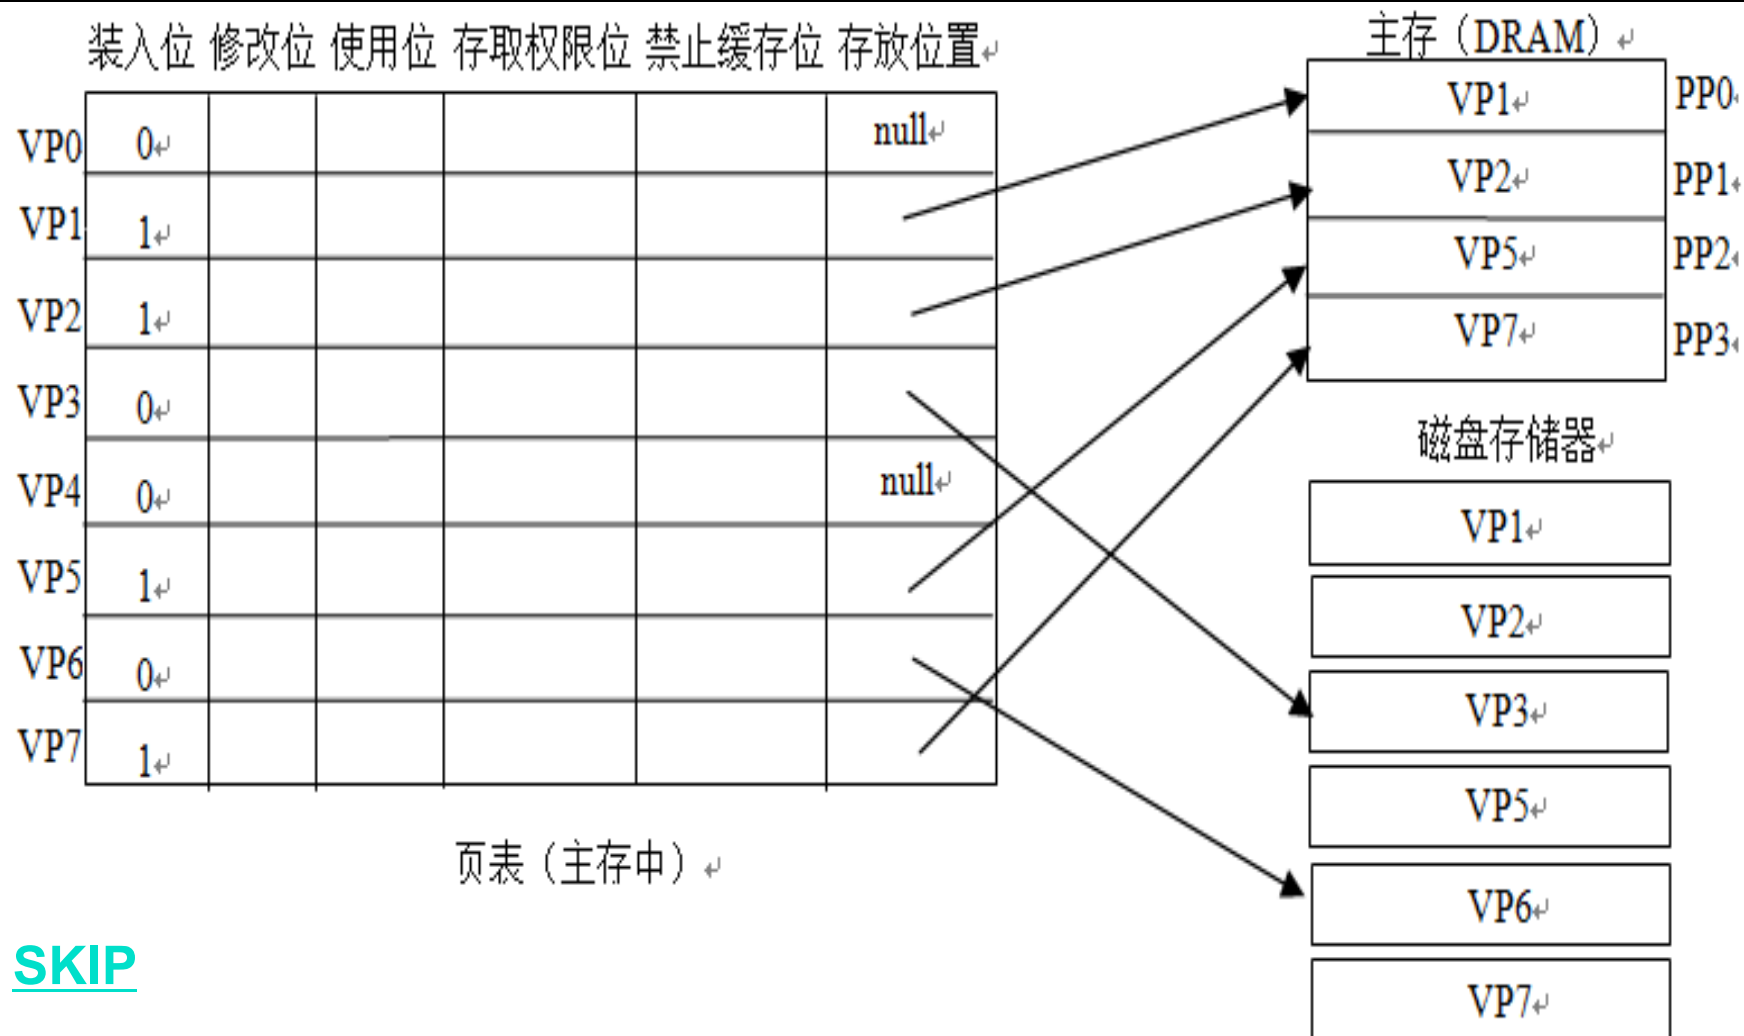 装入位 修改位 使用位 存取权限位 禁止缓存位 存放位置
VP0 0 null
VP1 1
VP2 1
VP3 0
VP4 0 null
VP5 1
VP6 0
VP7 1
页表（主存中）
主存（DRAM）
VP1 PP0
VP2 PP1
VP5 PP2
VP7 PP3
磁盘存储器
VP1
VP2
VP3
VP5
VP6
VP7
SKIP